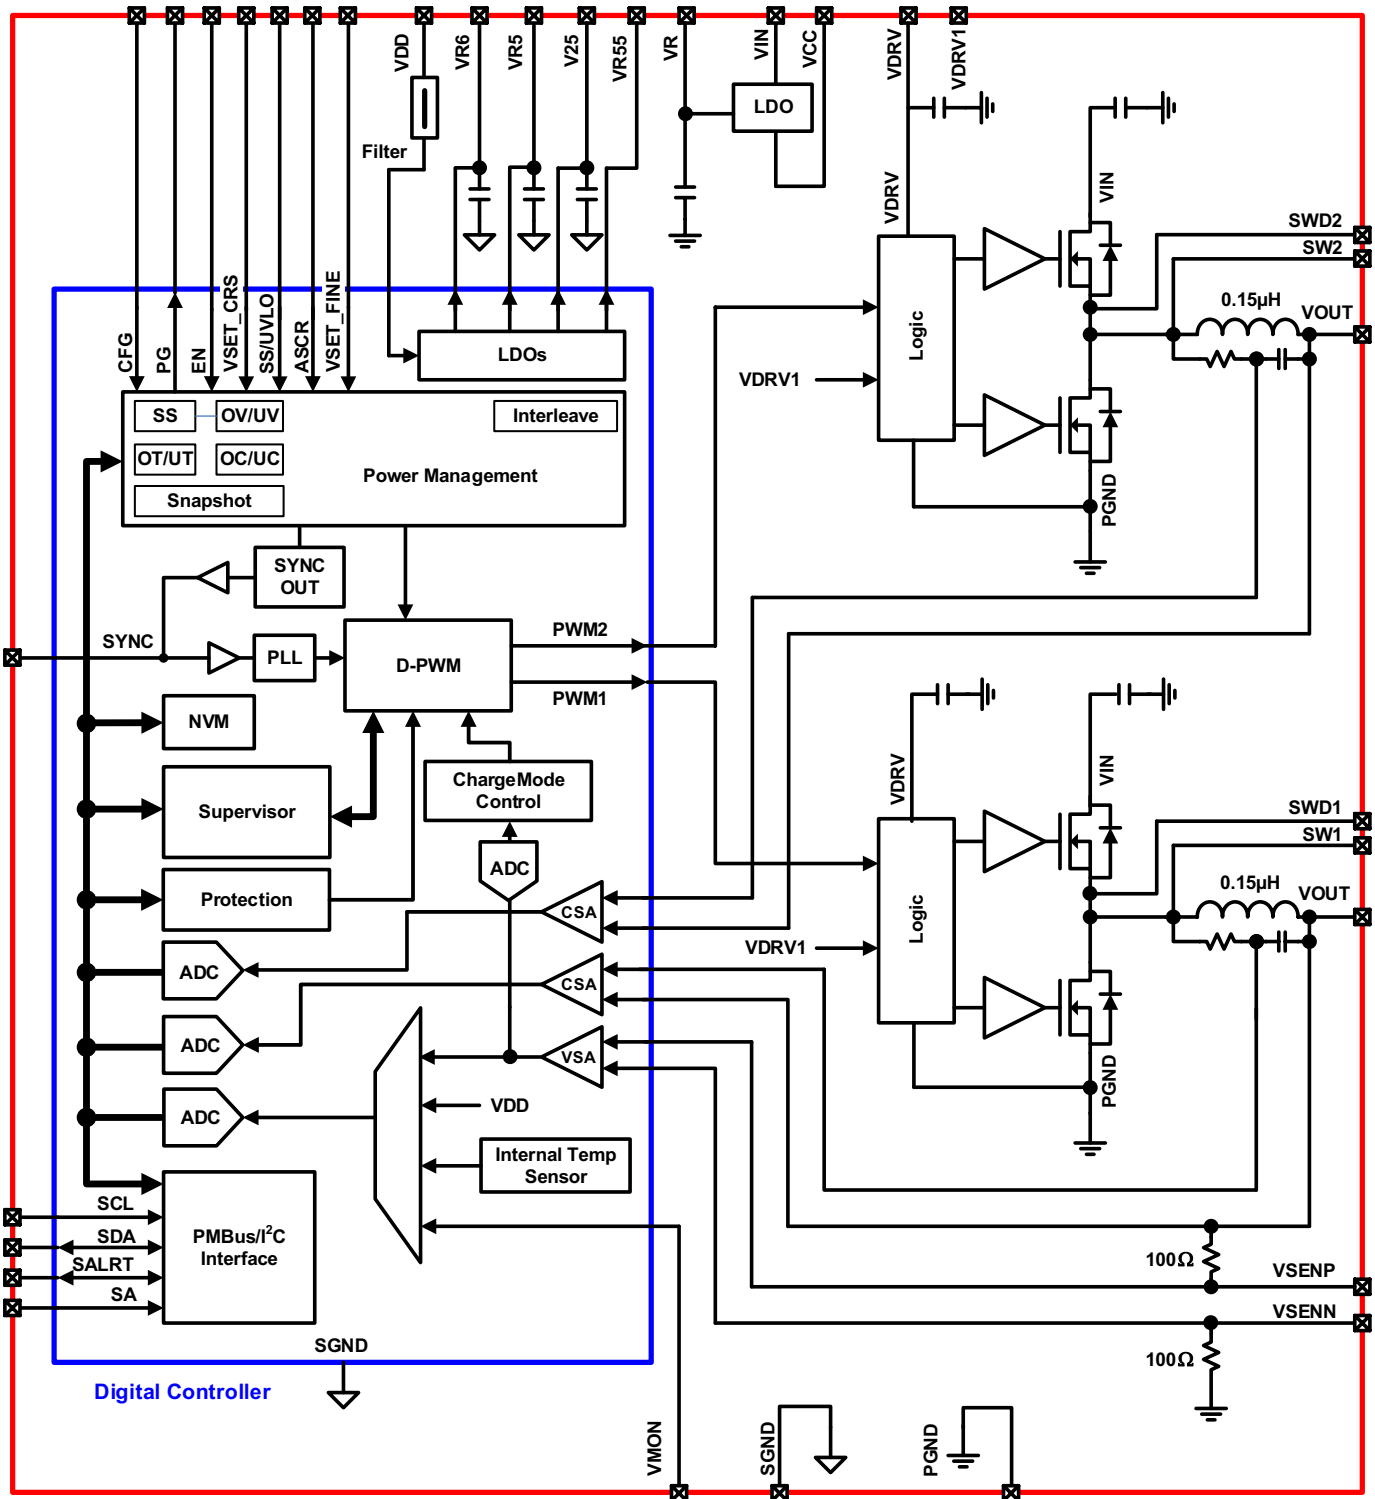 VDD
VR6
VR5
V25
VR55
VR
VIN
VCC
VDRV
VDRV1
LDO
Filter
VDRV
VIN
SWD2
SW2
0.15µH
VOUT
CFG
PG
EN
VSET_CRS
SS/UVLO
ASCR
VSET_FINE
LDOs
Logic
VDRV1
SS
OV/UV
Interleave
OT/UT
OC/UC
Power Management
Snapshot
PGND
SYNC
OUT
SYNC
PLL
D-PWM
PWM2
PWM1
NVM
ChargeMode
Control
Supervisor
ADC
Protection
CSA
ADC
CSA
ADC
VSA
ADC
VDD
Internal Temp
Sensor
VDRV
VIN
SWD1
SW1
0.15µH
VOUT
Logic
VDRV1
PGND
SCL
SDA
SALRT
SA
PMBus/I²C
Interface
100Ω
VSENP
VSENN
100Ω
SGND
Digital Controller
VMON
SGND
PGND